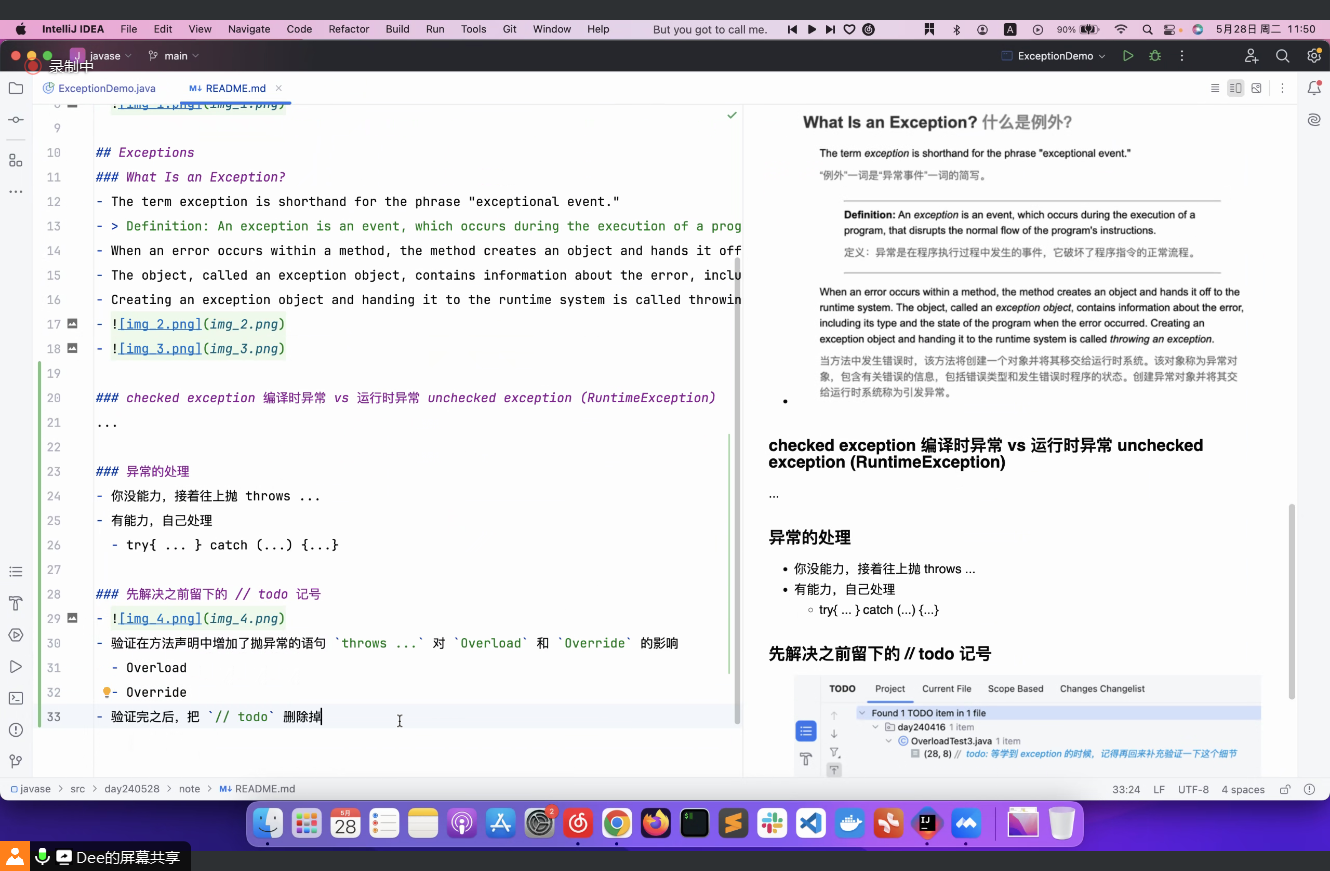 IntelliJ IDEA File Edit View Navigate Code Refactor Build Run Tools Git Window Help But you got to call me. A 90% 5月28日 周二 11:50
J javase main ExceptionDemo
录制中
ExceptionDemo.java README.md
8 ![img_1.png](img_1.png)
9
10 ## Exceptions
11 ### What Is an Exception?
12 - The term exception is shorthand for the phrase "exceptional event."
13 - > Definition: An exception is an event, which occurs during the execution of a prog
14 - When an error occurs within a method, the method creates an object and hands it off
15 - The object, called an exception object, contains information about the error, inclu
16 - Creating an exception object and handing it to the runtime system is called throwin
17 - ![img_2.png](img_2.png)
18 - ![img_3.png](img_3.png)
19
20 ### checked exception 编译时异常 vs 运行时异常 unchecked exception (RuntimeException)
21 ...
22
23 ### 异常的处理
24 - 你没能力，接着往上抛 throws ...
25 - 有能力，自己处理
26 - try{ ... } catch (...) {...}
27
28 ### 先解决之前留下的 // todo 记号
29 - ![img_4.png](img_4.png)
30 - 验证在方法声明中增加了抛异常的语句 `throws ...` 对 `Overload` 和 `Override` 的影响
31 - Overload
32 - Override
33 - 验证完之后，把 `// todo` 删除掉
What Is an Exception? 什么是例外?
The term exception is shorthand for the phrase "exceptional event."
“例外”一词是“异常事件”一词的简写。
Definition: An exception is an event, which occurs during the execution of a
program, that disrupts the normal flow of the program's instructions.
定义：异常是在程序执行过程中发生的事件，它破坏了程序指令的正常流程。
When an error occurs within a method, the method creates an object and hands it off to the
runtime system. The object, called an exception object, contains information about the error,
including its type and the state of the program when the error occurred. Creating an
exception object and handing it to the runtime system is called throwing an exception.
当方法中发生错误时，该方法将创建一个对象并将其移交给运行时系统。该对象称为异常对
象，包含有关错误的信息，包括错误类型和发生错误时程序的状态。创建异常对象并将其交
给运行时系统称为引发异常。
checked exception 编译时异常 vs 运行时异常 unchecked
exception (RuntimeException)
...
异常的处理
• 你没能力，接着往上抛 throws ...
• 有能力，自己处理
◦ try{ ... } catch (...) {...}
先解决之前留下的 // todo 记号
TODO Project Current File Scope Based Changes Changelist
Found 1 TODO item in 1 file
day240416 1 item
OverloadTest3.java 1 item
(28, 8) // todo: 等学到 exception 的时候，记得再回来补充验证一下这个细节
javase > src > day240528 > note > README.md 33:24 LF UTF-8 4 spaces
5月
28
2
Dee的屏幕共享